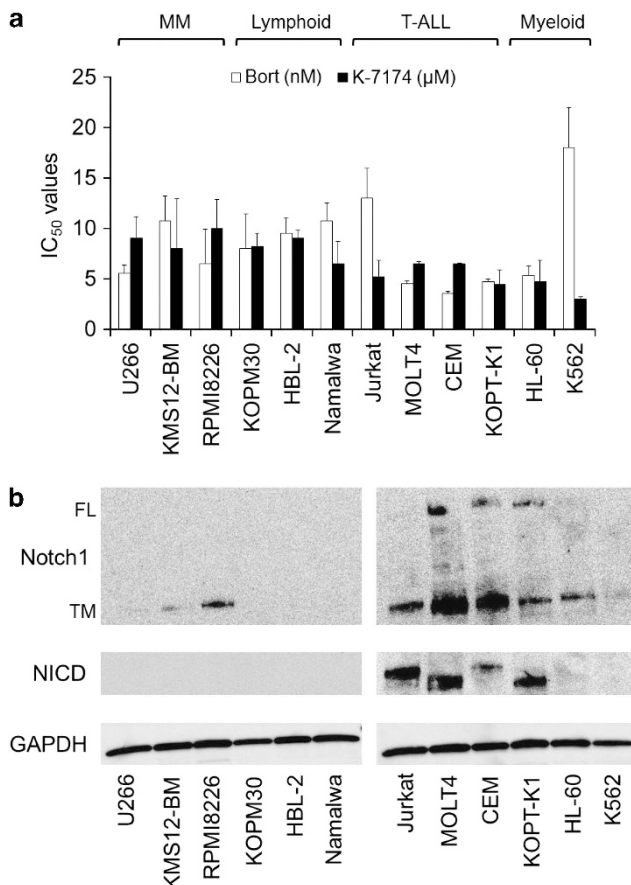 a
MM Lymphoid T-ALL Myeloid
Bort (nM) K-7174 (µM)
IC50 values
25
20
15
10
5
0
U266 KMS12-BM RPMI8226 KOPM30 HBL-2 Namalwa Jurkat MOLT4 CEM KOPT-K1 HL-60 K562
b
FL
Notch1
TM
NICD
GAPDH
U266 KMS12-BM RPMI8226 KOPM30 HBL-2 Namalwa Jurkat MOLT4 CEM KOPT-K1 HL-60 K562